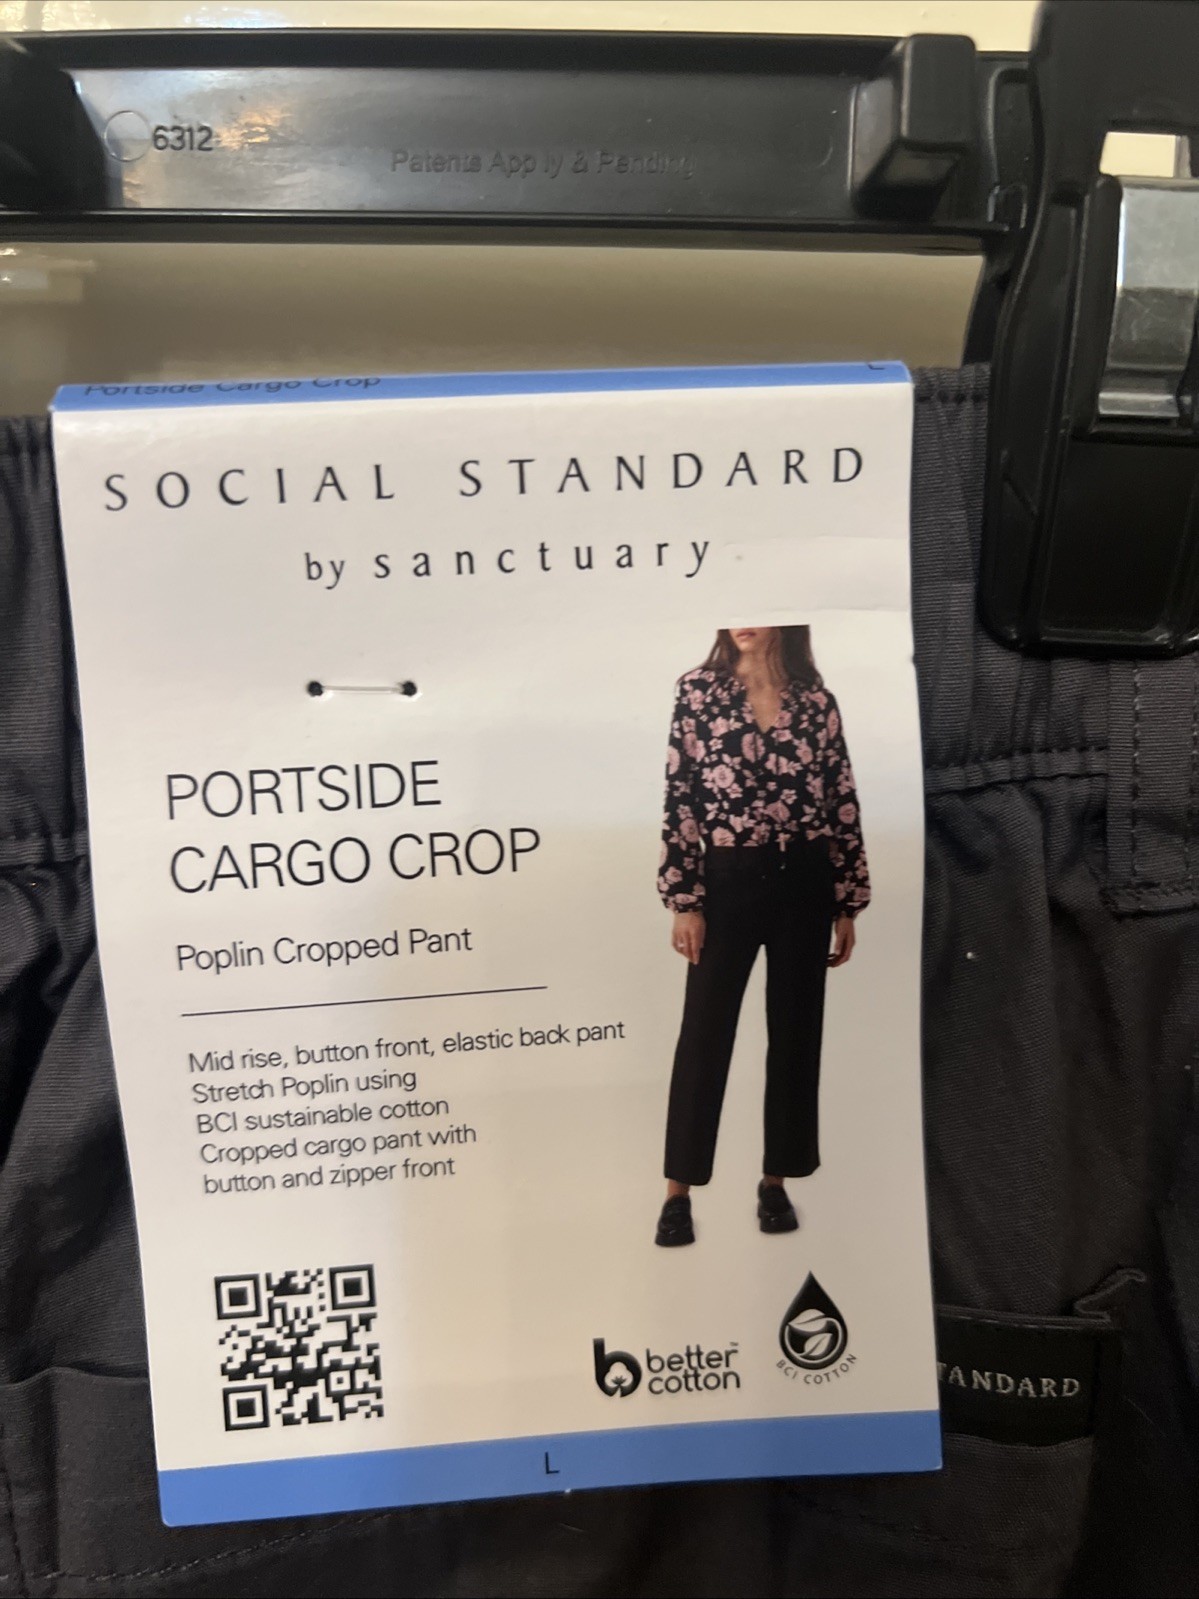 6312
Patents Apply & Pending
Portside Cargo Crop
L
SOCIAL STANDARD
by sanctuary
PORTSIDE
CARGO CROP
Poplin Cropped Pant
Mid rise, button front, elastic back pant
Stretch Poplin using
BCI sustainable cotton
Cropped cargo pant with
button and zipper front
better™
cotton
BCI COTTON
TANDARD
L